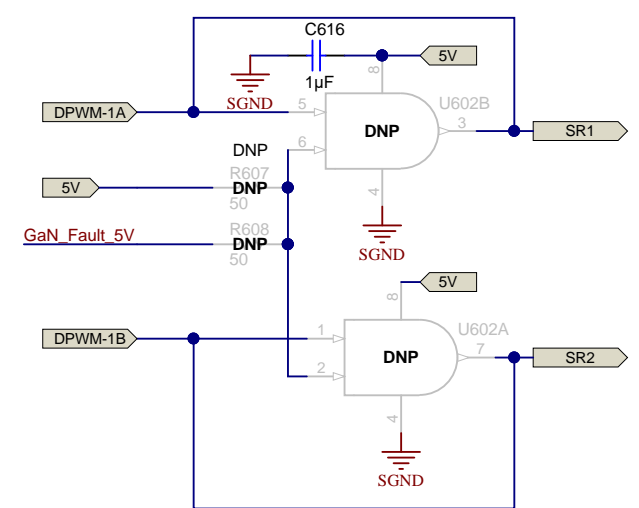 C616
5V
8
1µF
SGND
U602B
DPWM-1A
5
DNP
3
SR1
6
DNP
R607
5V
DNP
50
4
R608
GaN_Fault_5V
DNP
50
SGND
5V
8
U602A
DPWM-1B
1
DNP
7
SR2
2
4
SGND